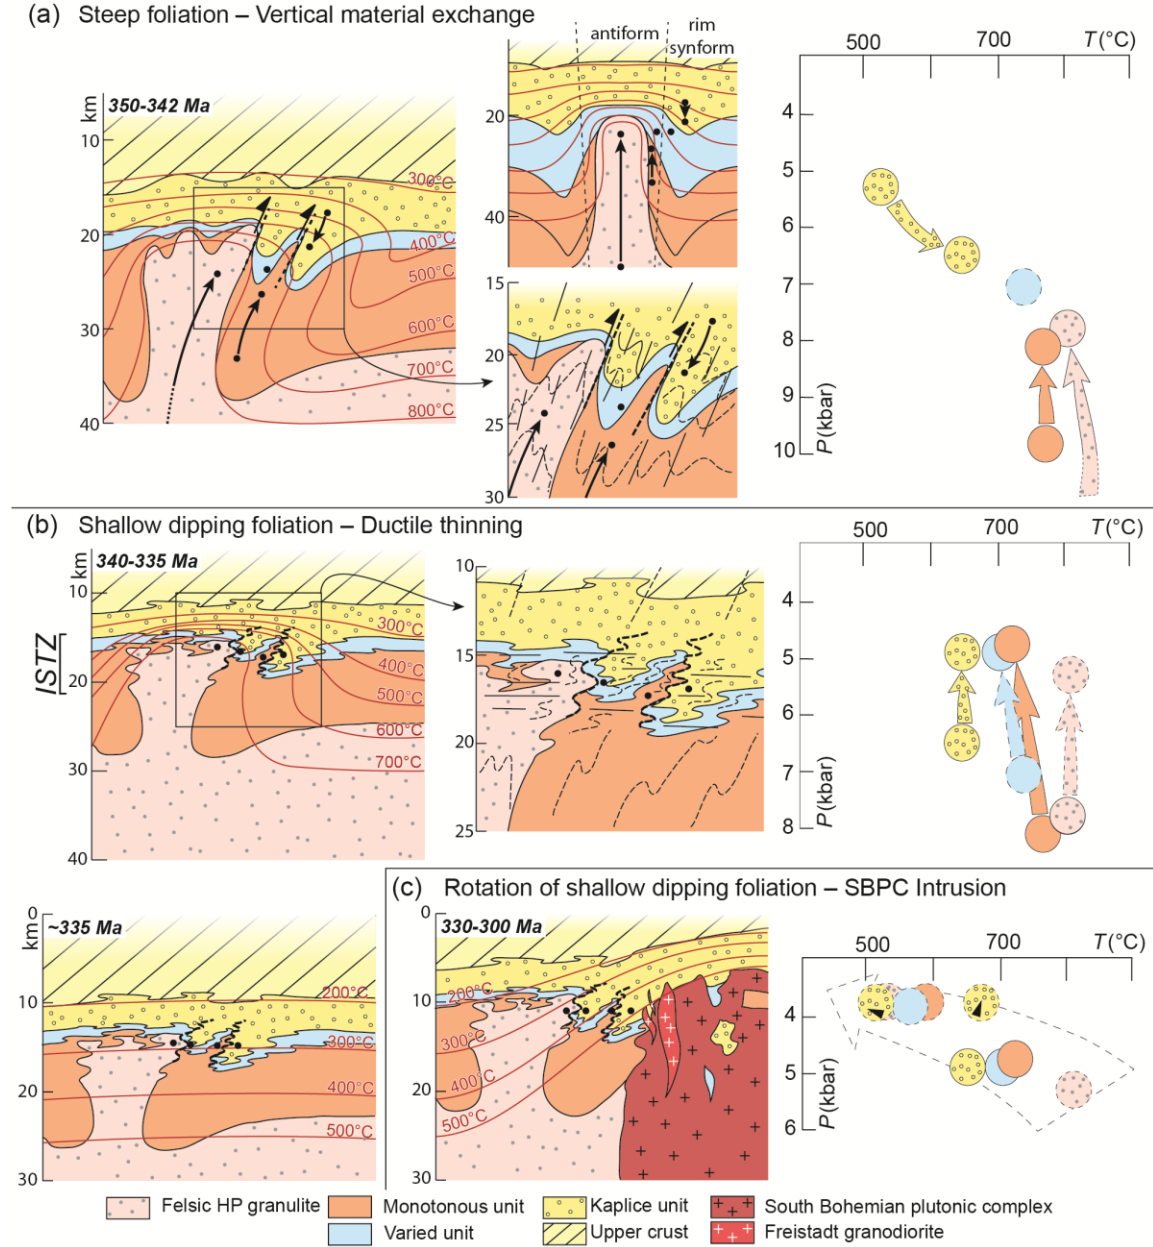 (a) Steep foliation – Vertical material exchange
350-342 Ma
km
10
20
30
40
300°C
400°C
500°C
600°C
700°C
800°C
antiform
rim
synform
20
40
15
20
25
30
500
700
T(°C)
4
5
6
7
8
9
10
P(kbar)
(b) Shallow dipping foliation – Ductile thinning
340-335 Ma
km
10
20
30
40
ISTZ
300°C
400°C
500°C
600°C
700°C
10
15
20
25
500
700
T(°C)
4
5
6
7
8
P(kbar)
~335 Ma
0
km
10
20
30
200°C
300°C
400°C
500°C
(c) Rotation of shallow dipping foliation – SBPC Intrusion
330-300 Ma
0
10
20
30
200°C
300°C
400°C
500°C
500
700
T(°C)
4
5
6
P(kbar)
Felsic HP granulite
Monotonous unit
Kaplice unit
South Bohemian plutonic complex
Varied unit
Upper crust
Freistadt granodiorite